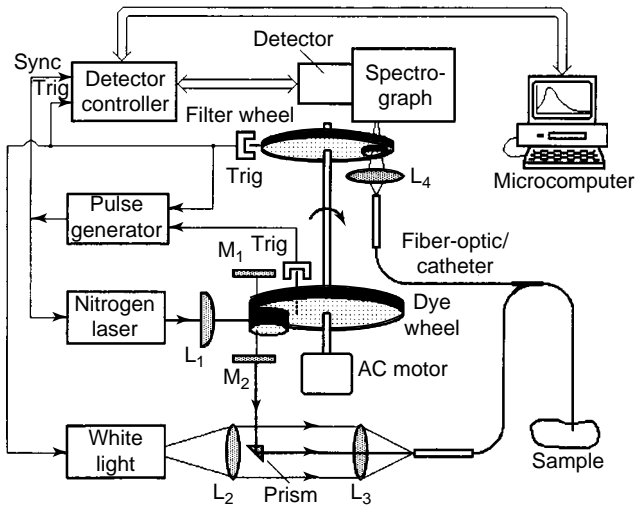 Detector
Sync
Trig
Detector
controller
Spectro-
graph
Filter wheel
Trig
L4
Microcomputer
Pulse
generator
Trig
M1
Fiber-optic/
catheter
Nitrogen
laser
L1
Dye
wheel
M2
AC motor
White
light
L2
Prism
L3
Sample